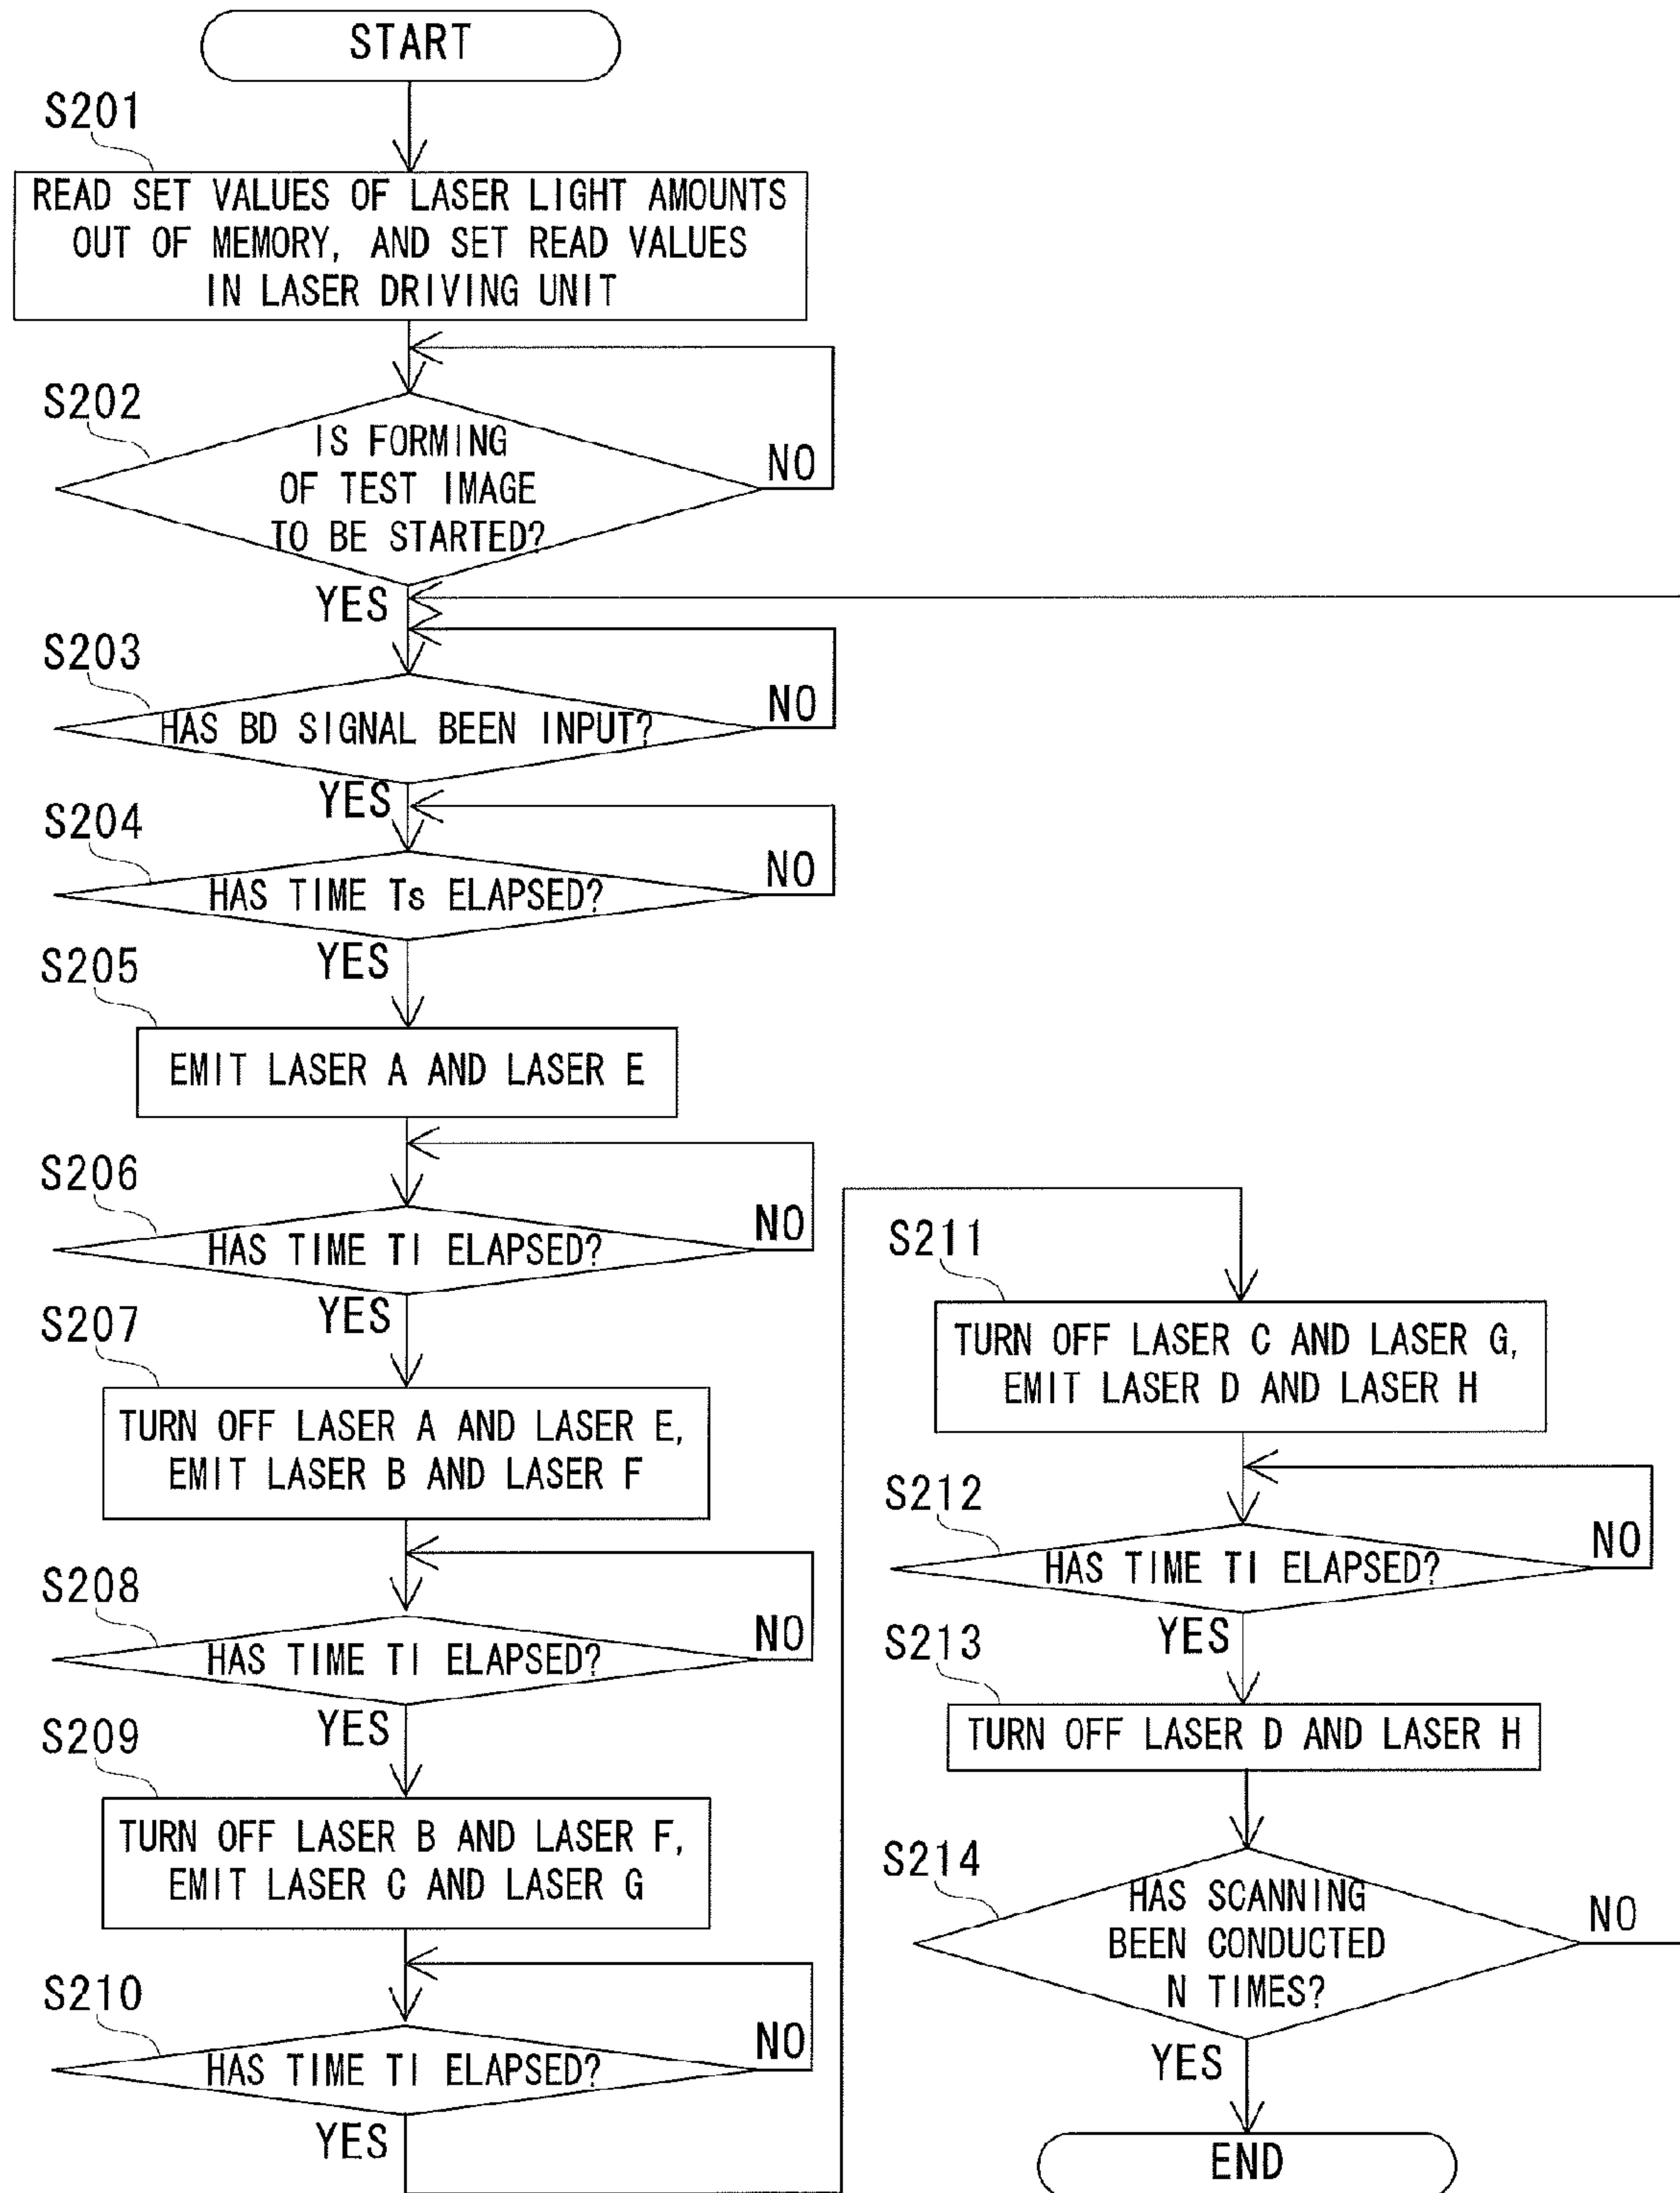 START
S201
READ SET VALUES OF LASER LIGHT AMOUNTS
OUT OF MEMORY, AND SET READ VALUES
IN LASER DRIVING UNIT
S202
IS FORMING
OF TEST IMAGE
TO BE STARTED?
NO
YES
S203
HAS BD SIGNAL BEEN INPUT?
NO
YES
S204
HAS TIME Ts ELAPSED?
NO
YES
S205
EMIT LASER A AND LASER E
S206
HAS TIME TI ELAPSED?
NO
YES
S207
TURN OFF LASER A AND LASER E,
EMIT LASER B AND LASER F
S208
HAS TIME TI ELAPSED?
NO
YES
S209
TURN OFF LASER B AND LASER F,
EMIT LASER C AND LASER G
S210
HAS TIME TI ELAPSED?
NO
YES
S211
TURN OFF LASER C AND LASER G,
EMIT LASER D AND LASER H
S212
HAS TIME TI ELAPSED?
NO
YES
S213
TURN OFF LASER D AND LASER H
S214
HAS SCANNING
BEEN CONDUCTED
N TIMES?
NO
YES
END